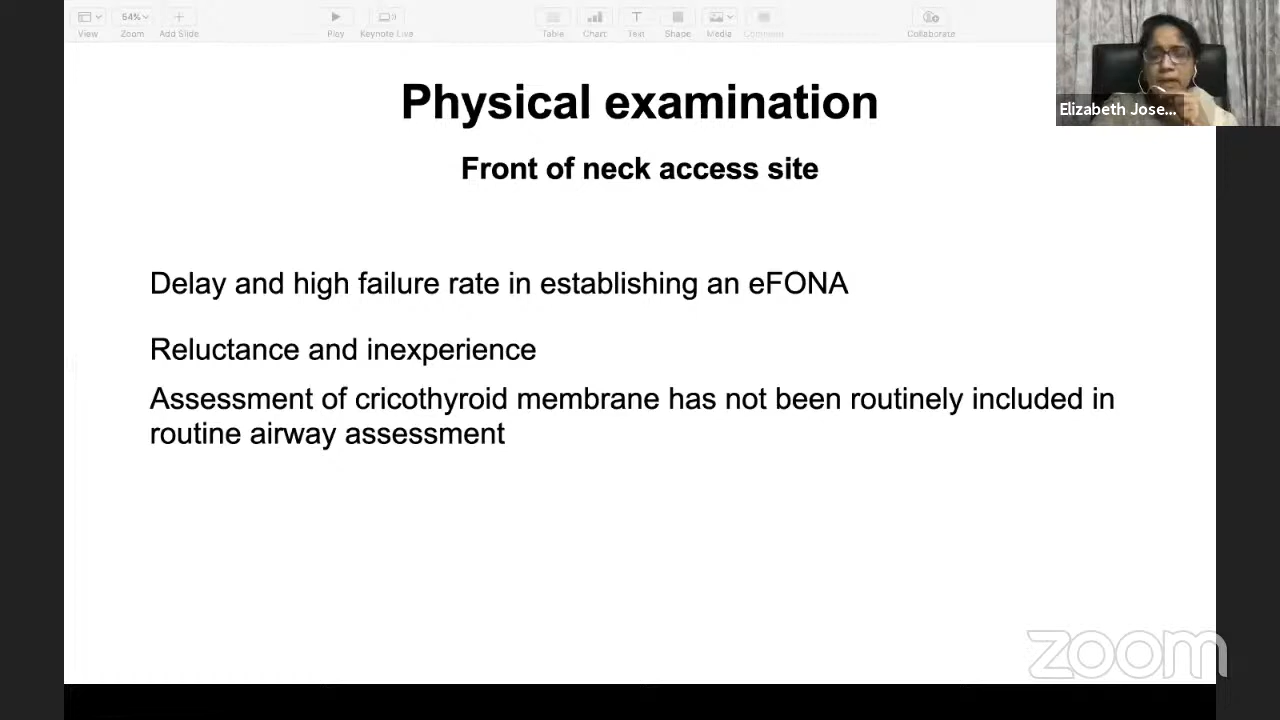 54%
View
Zoom
Add Slide
Play
Keynote Live
Table
Chart
Text
Shape
Media
Comment
Collaborate
Elizabeth Jose...
Physical examination
Front of neck access site
Delay and high failure rate in establishing an eFONA
Reluctance and inexperience
Assessment of cricothyroid membrane has not been routinely included in
routine airway assessment
zoom